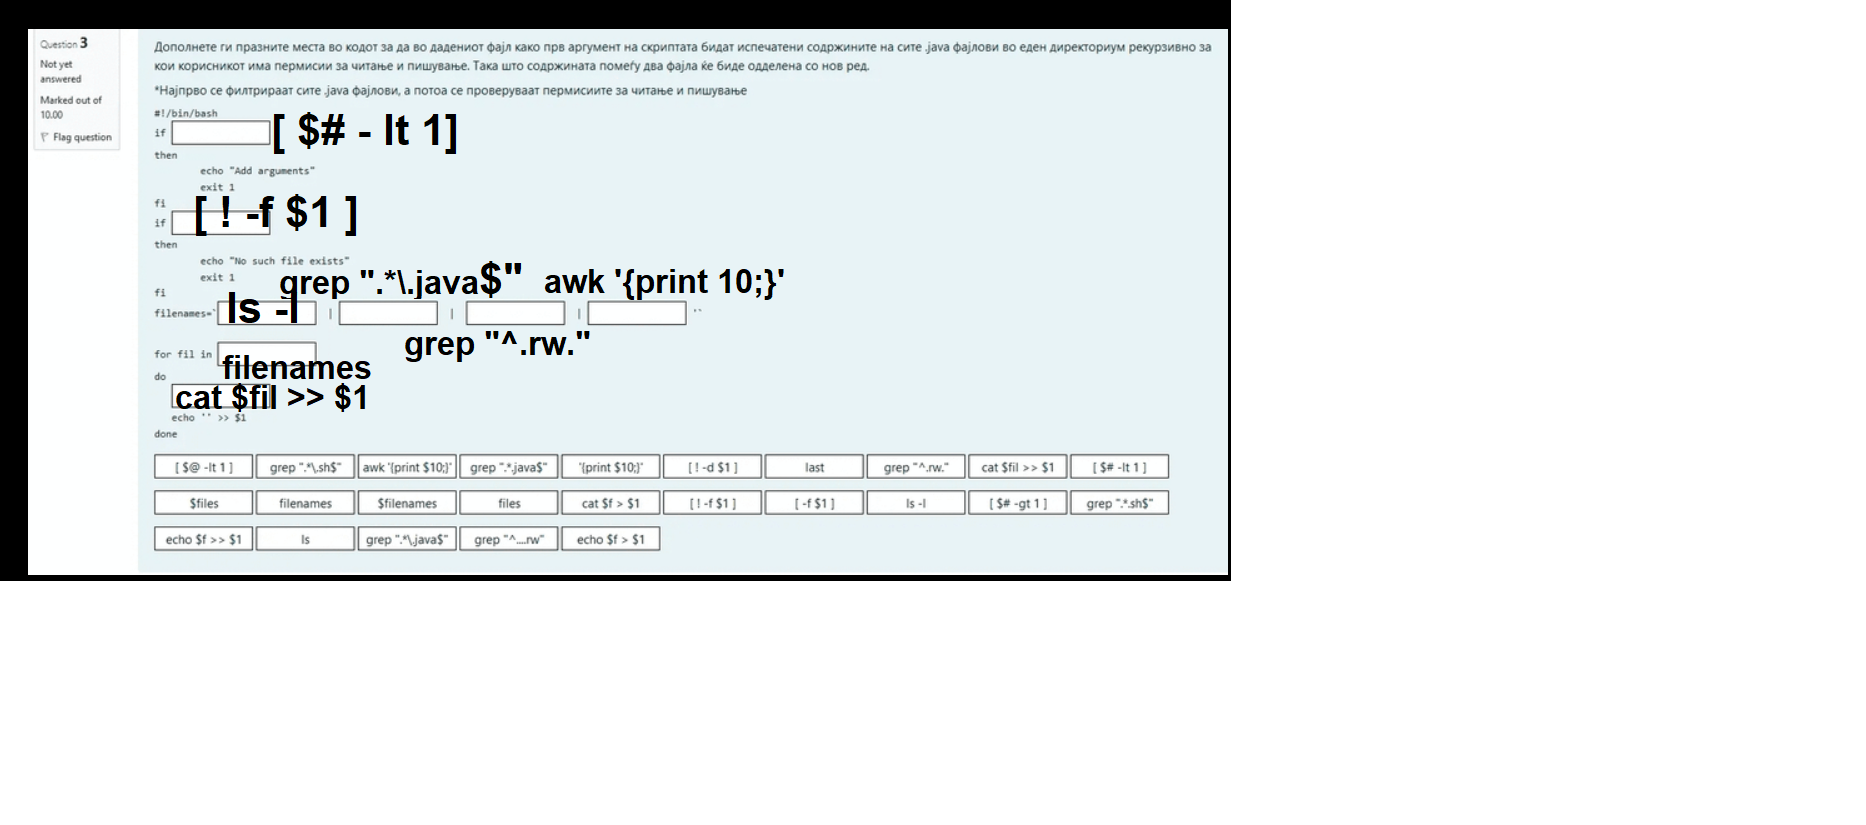 Question 3
Not yet
answered
Marked out of
10.00
Flag question
Дополнете ги празните места во кодот за да во дадениот фајл како прв аргумент на скриптата бидат испечатени содржините на сите .java фајлови во еден директориум рекурзивно за
кои корисникот има пермисии за читање и пишување. Така што содржината помеѓу два фајла ќе биде одделена со нов ред.
*Најпрво се филтрираат сите .java фајлови, а потоа се проверуваат пермисиите за читање и пишување
#!/bin/bash
if [ $# - lt 1]
then
echo "Add arguments"
exit 1
fi
if [ ! -f $1 ]
then
echo "No such file exists"
exit 1
fi
grep ".*\.java$" awk '{print 10;}'
filenames=` ls -l | | | ``
grep "^.rw."
for fil in filenames
do
cat $fil >> $1
echo '' >> $1
done
[ $@ -lt 1 ] grep ".*\.sh$" awk '{print $10;}' grep ".*.java$" '{print $10;}' [ ! -d $1 ] last grep "^.rw." cat $fil >> $1 [ $# -lt 1 ]
$files filenames $filenames files cat $f > $1 [ ! -f $1 ] [ -f $1 ] ls -l [ $# -gt 1 ] grep ".*.sh$"
echo $f >> $1 ls grep ".*\.java$" grep "^....rw" echo $f > $1